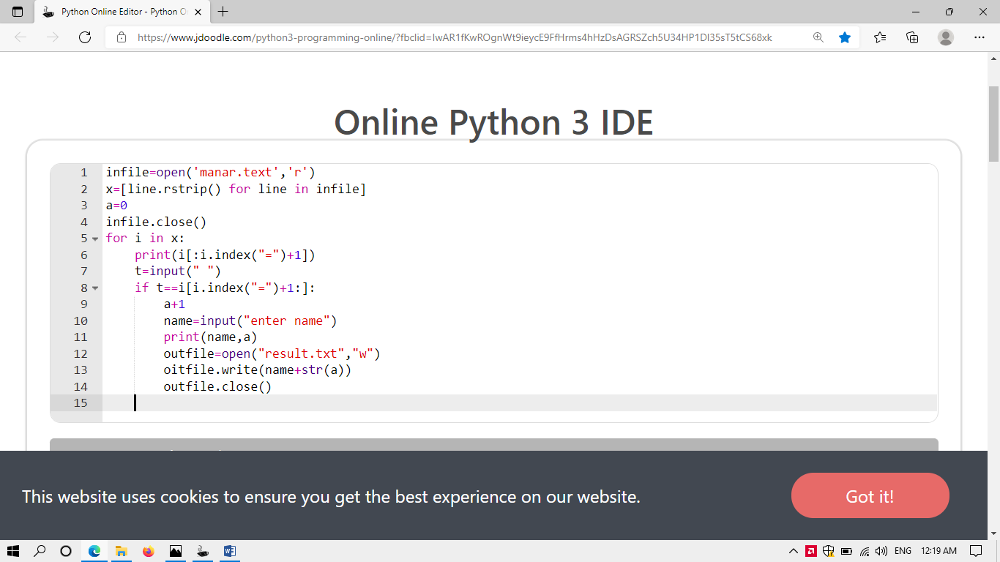 Python Online Editor - Python O
https://www.jdoodle.com/python3-programming-online/?fbclid=IwAR1fKwROgnWt9ieycE9FfHrms4hHzDsAGRSZch5U34HP1DI35sT5tCS68xk
Online Python 3 IDE
1 infile=open('manar.text','r')
2 x=[line.rstrip() for line in infile]
3 a=0
4 infile.close()
5 for i in x:
6 print(i[:i.index("=")+1])
7 t=input(" ")
8 if t==i[i.index("=")+1:]:
9 a+1
10 name=input("enter name")
11 print(name,a)
12 outfile=open("result.txt","w")
13 oitfile.write(name+str(a))
14 outfile.close()
15
This website uses cookies to ensure you get the best experience on our website.
Got it!
ENG
12:19 AM